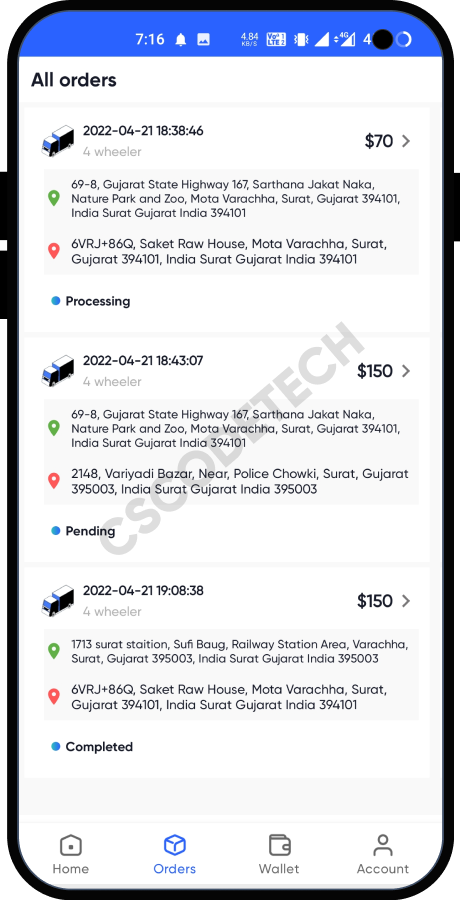 7:16 4.84 KB/S Vo) 1 LTE 2 4G 4
All orders
2022-04-21 18:38:46
$70
4 wheeler
69-8, Gujarat State Highway 167, Sarthana Jakat Naka,
Nature Park and Zoo, Mota Varachha, Surat, Gujarat 394101,
India Surat Gujarat 394101
6VRJ+86Q, Saket Raw House, Mota Varachha, Surat,
Gujarat 394101, India Surat Gujarat 394101
Processing
2022-04-21 18:43:07
$150
4 wheeler
69-8, Gujarat State Highway 167, Sarthana Jakat Naka,
Nature Park and Zoo, Mota Varachha, Surat, Gujarat 394101,
India Surat Gujarat 394101
2148, Variyadi Bazar, Near, Police Chowki, Surat, Gujarat
395003, India Surat Gujarat India 395003
Pending
CSCODETECH
2022-04-21 19:08:38
$150
4 wheeler
1713 surat staition, Sufi Baug, Railway Station Area, Varachha,
Surat, Gujarat 395003, India Surat Gujarat India 395003
6VRJ+86Q, Saket Raw House, Mota Varachha, Surat,
Gujarat 394101, India Surat Gujarat India 394101
Completed
Home Orders Wallet Account